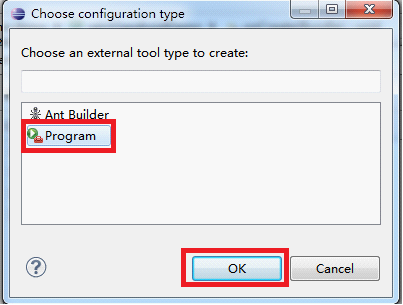 Choose configuration type
Choose an external tool type to create:
Ant Builder
Program
?
OK
Cancel